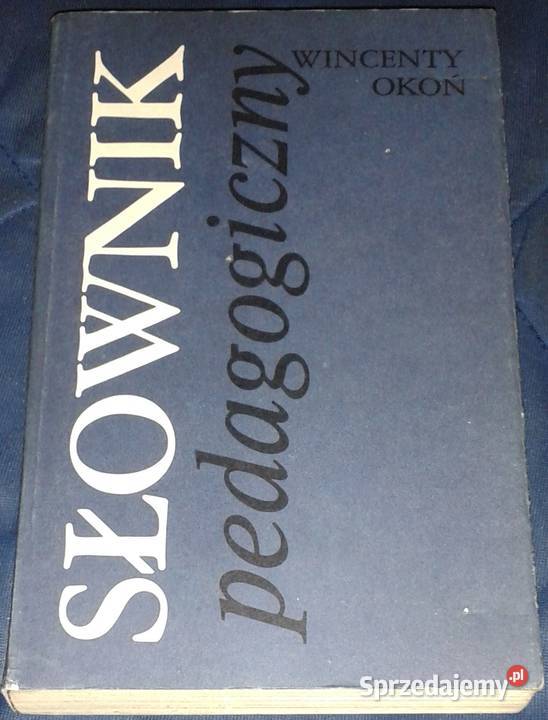 WINCENTY
OKOŃ
SŁOWNIK
pedagogiczny
Sprzedajemy.pl